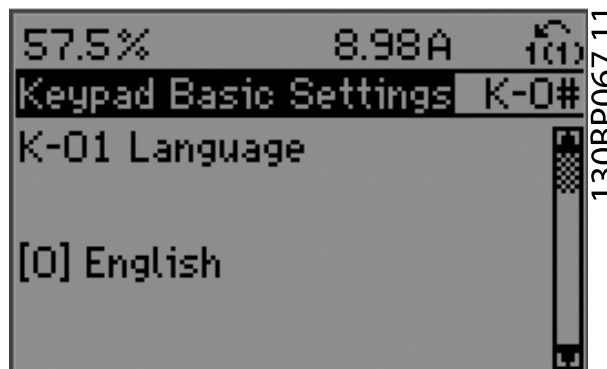 57.5% 8.98A 1(1)
Keypad Basic Settings K-0#
K-01 Language
[0] English
130BP067.11